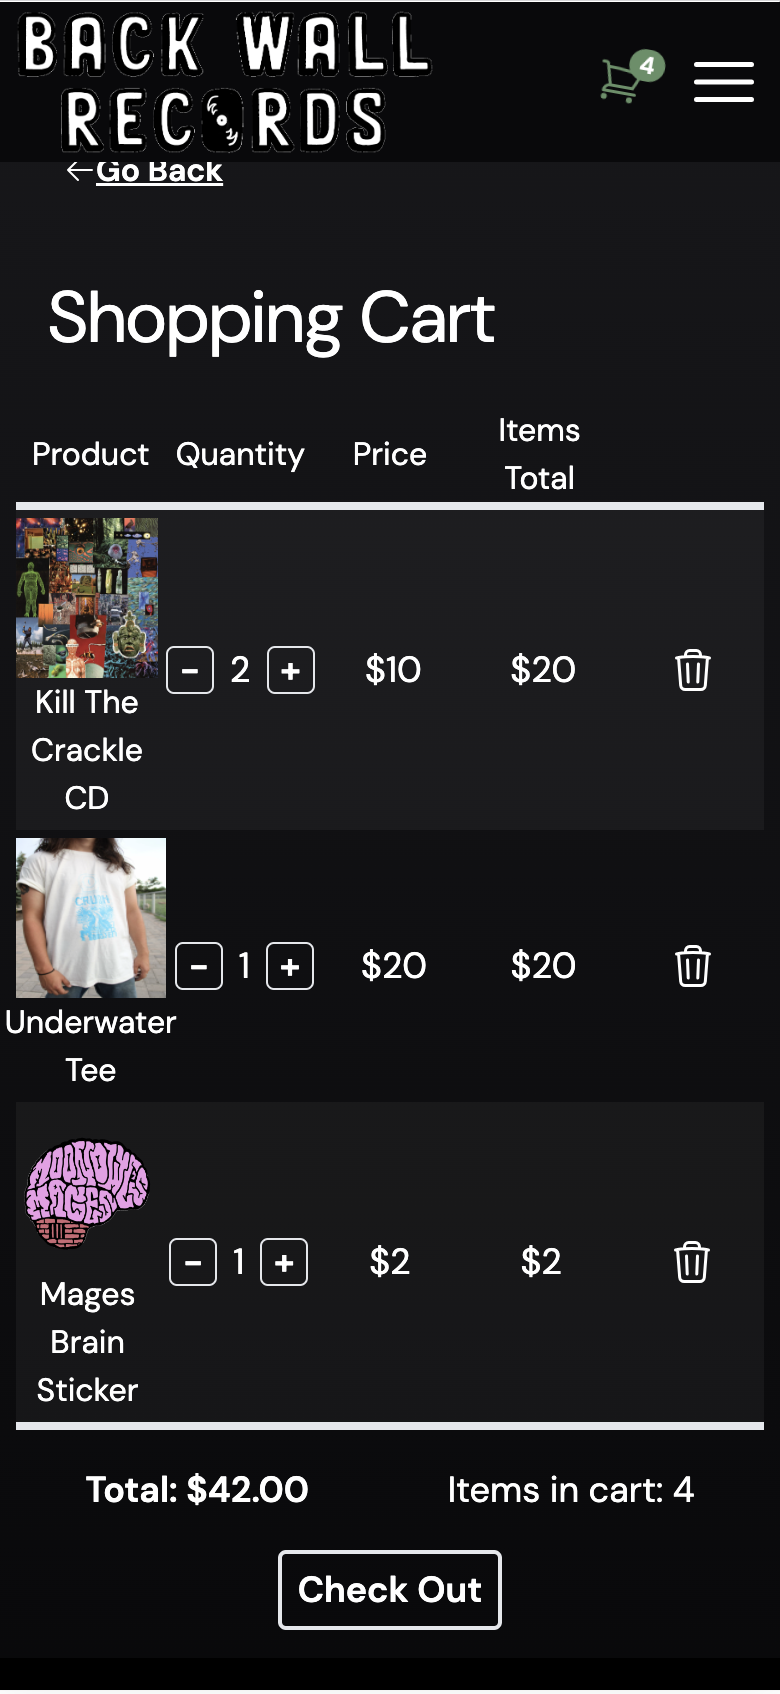 BACK WALL
RECORDS
4
←Go Back
Shopping Cart
Product Quantity Price Items Total
- 2 + $10 $20
Kill The
Crackle
CD
- 1 + $20 $20
Underwater
Tee
MOONOWLS
MAGES
- 1 + $2 $2
Mages
Brain
Sticker
Total: $42.00 Items in cart: 4
Check Out